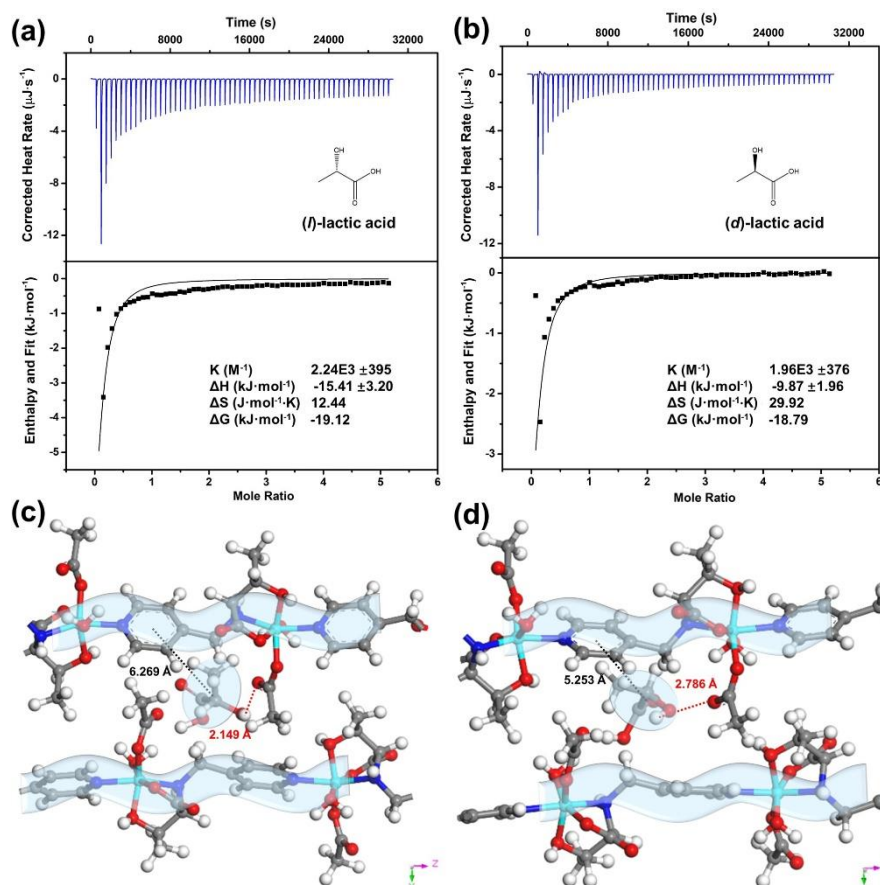 (a)
Time (s)
0 8000 16000 24000 32000
Corrected Heat Rate (μJ·s⁻¹)
0
-4
-8
-12
OH
OH
O
(l)-lactic acid
Enthalpy and Fit (kJ·mol⁻¹)
0
-1
-2
-3
-4
-5
K (M⁻¹) 2.24E3 ±395
ΔH (kJ·mol⁻¹) -15.41 ±3.20
ΔS (J·mol⁻¹·K) 12.44
ΔG (kJ·mol⁻¹) -19.12
0 1 2 3 4 5 6
Mole Ratio
(b)
Time (s)
0 8000 16000 24000 32000
Corrected Heat Rate (μJ·s⁻¹)
0
-4
-8
-12
OH
OH
O
(d)-lactic acid
Enthalpy and Fit (kJ·mol⁻¹)
0
-1
-2
-3
K (M⁻¹) 1.96E3 ±376
ΔH (kJ·mol⁻¹) -9.87 ±1.96
ΔS (J·mol⁻¹·K) 29.92
ΔG (kJ·mol⁻¹) -18.79
0 1 2 3 4 5 6
Mole Ratio
(c)
6.269 Å
2.149 Å
Z
(d)
5.253 Å
2.786 Å